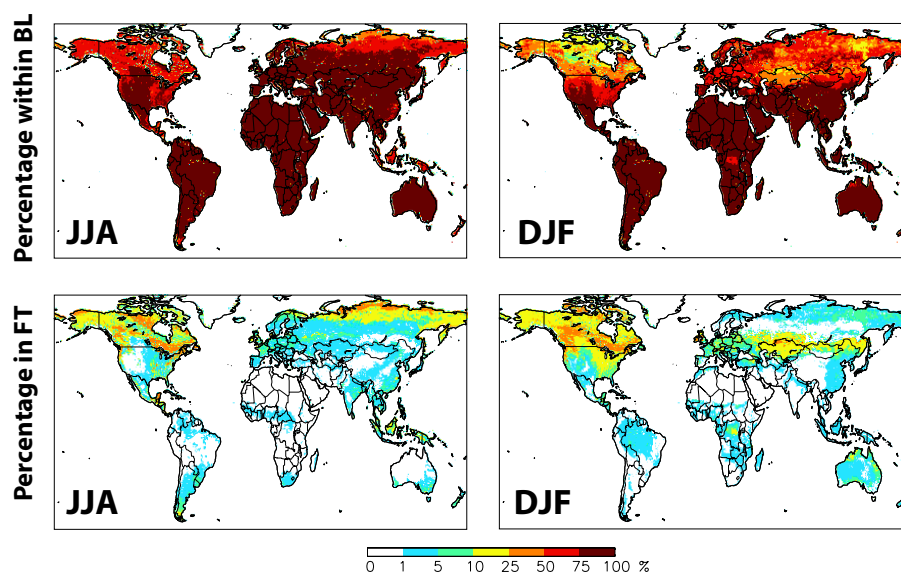 Percentage within BL
JJA
DJF
Percentage in FT
JJA
DJF
0 1 5 10 25 50 75 100 %